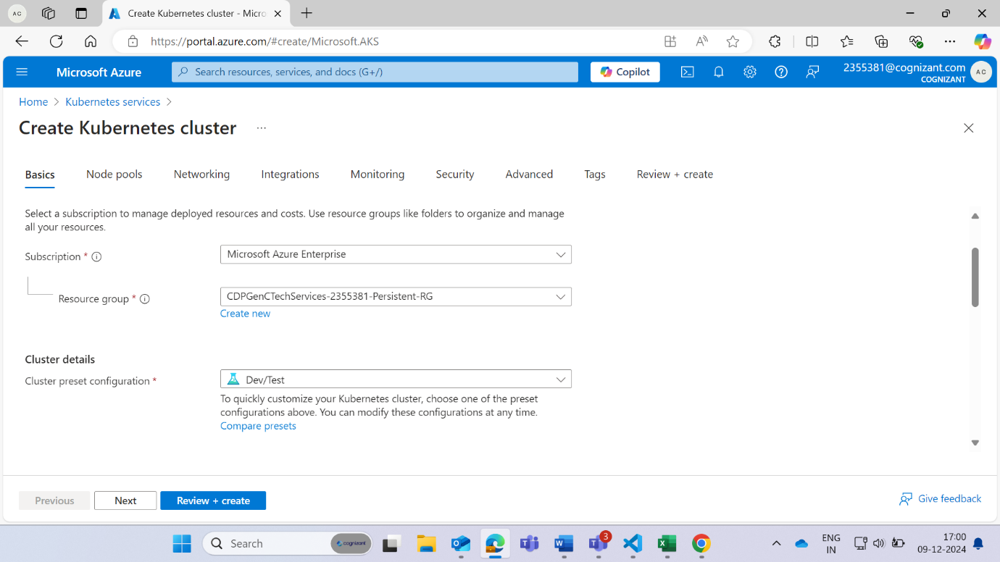 AC
Create Kubernetes cluster - Micro
https://portal.azure.com/#create/Microsoft.AKS
Microsoft Azure
Search resources, services, and docs (G+/)
Copilot
2355381@cognizant.com
COGNIZANT
AC
Home > Kubernetes services >
Create Kubernetes cluster ...
Basics Node pools Networking Integrations Monitoring Security Advanced Tags Review + create
Select a subscription to manage deployed resources and costs. Use resource groups like folders to organize and manage
all your resources.
Subscription * Microsoft Azure Enterprise
Resource group * CDPGenCTechServices-2355381-Persistent-RG
Create new
Cluster details
Cluster preset configuration * Dev/Test
To quickly customize your Kubernetes cluster, choose one of the preset
configurations above. You can modify these configurations at any time.
Compare presets
Previous Next Review + create Give feedback
Search cognizant 3 ENG 17:00
IN 09-12-2024